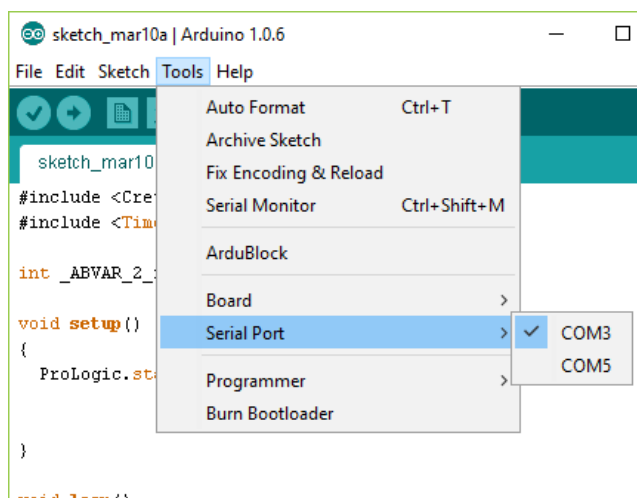 sketch_mar10a | Arduino 1.0.6
File Edit Sketch Tools Help
sketch_mar10
Auto Format Ctrl+T
Archive Sketch
Fix Encoding & Reload
Serial Monitor Ctrl+Shift+M
ArduBlock
Board
Serial Port
COM3
COM5
Programmer
Burn Bootloader
#include <Cre
#include <Tim
int _ABVAR_2_
void setup()
{
ProLogic.sta
}
void loop()